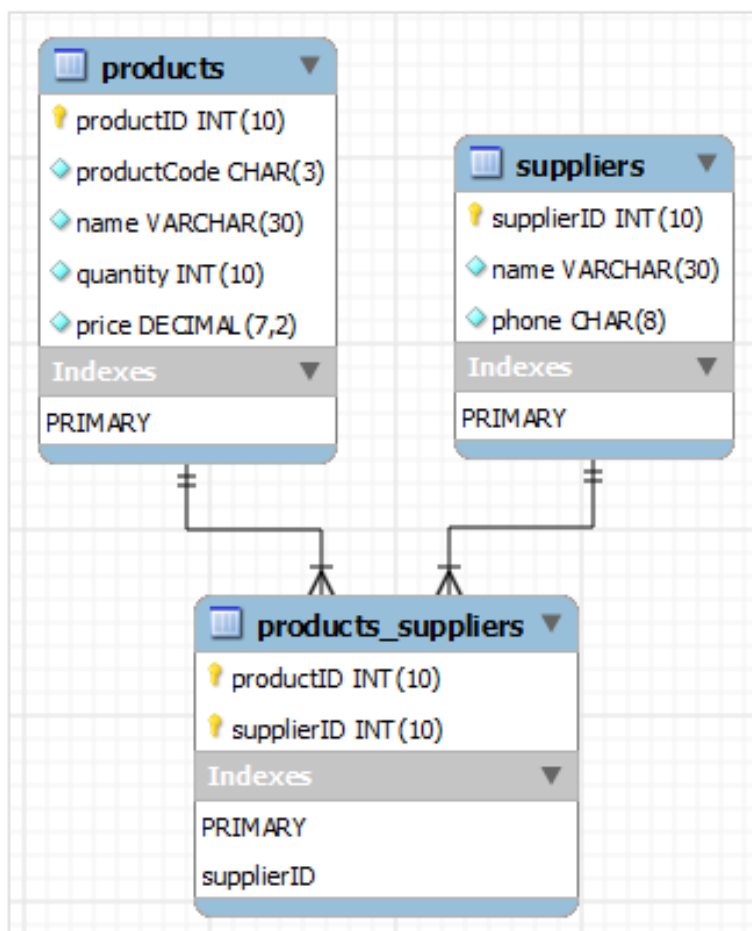 products
productID INT(10)
productCode CHAR(3)
name VARCHAR(30)
quantity INT(10)
price DECIMAL(7,2)
Indexes
PRIMARY
suppliers
supplierID INT(10)
name VARCHAR(30)
phone CHAR(8)
Indexes
PRIMARY
products_suppliers
productID INT(10)
supplierID INT(10)
Indexes
PRIMARY
supplierID